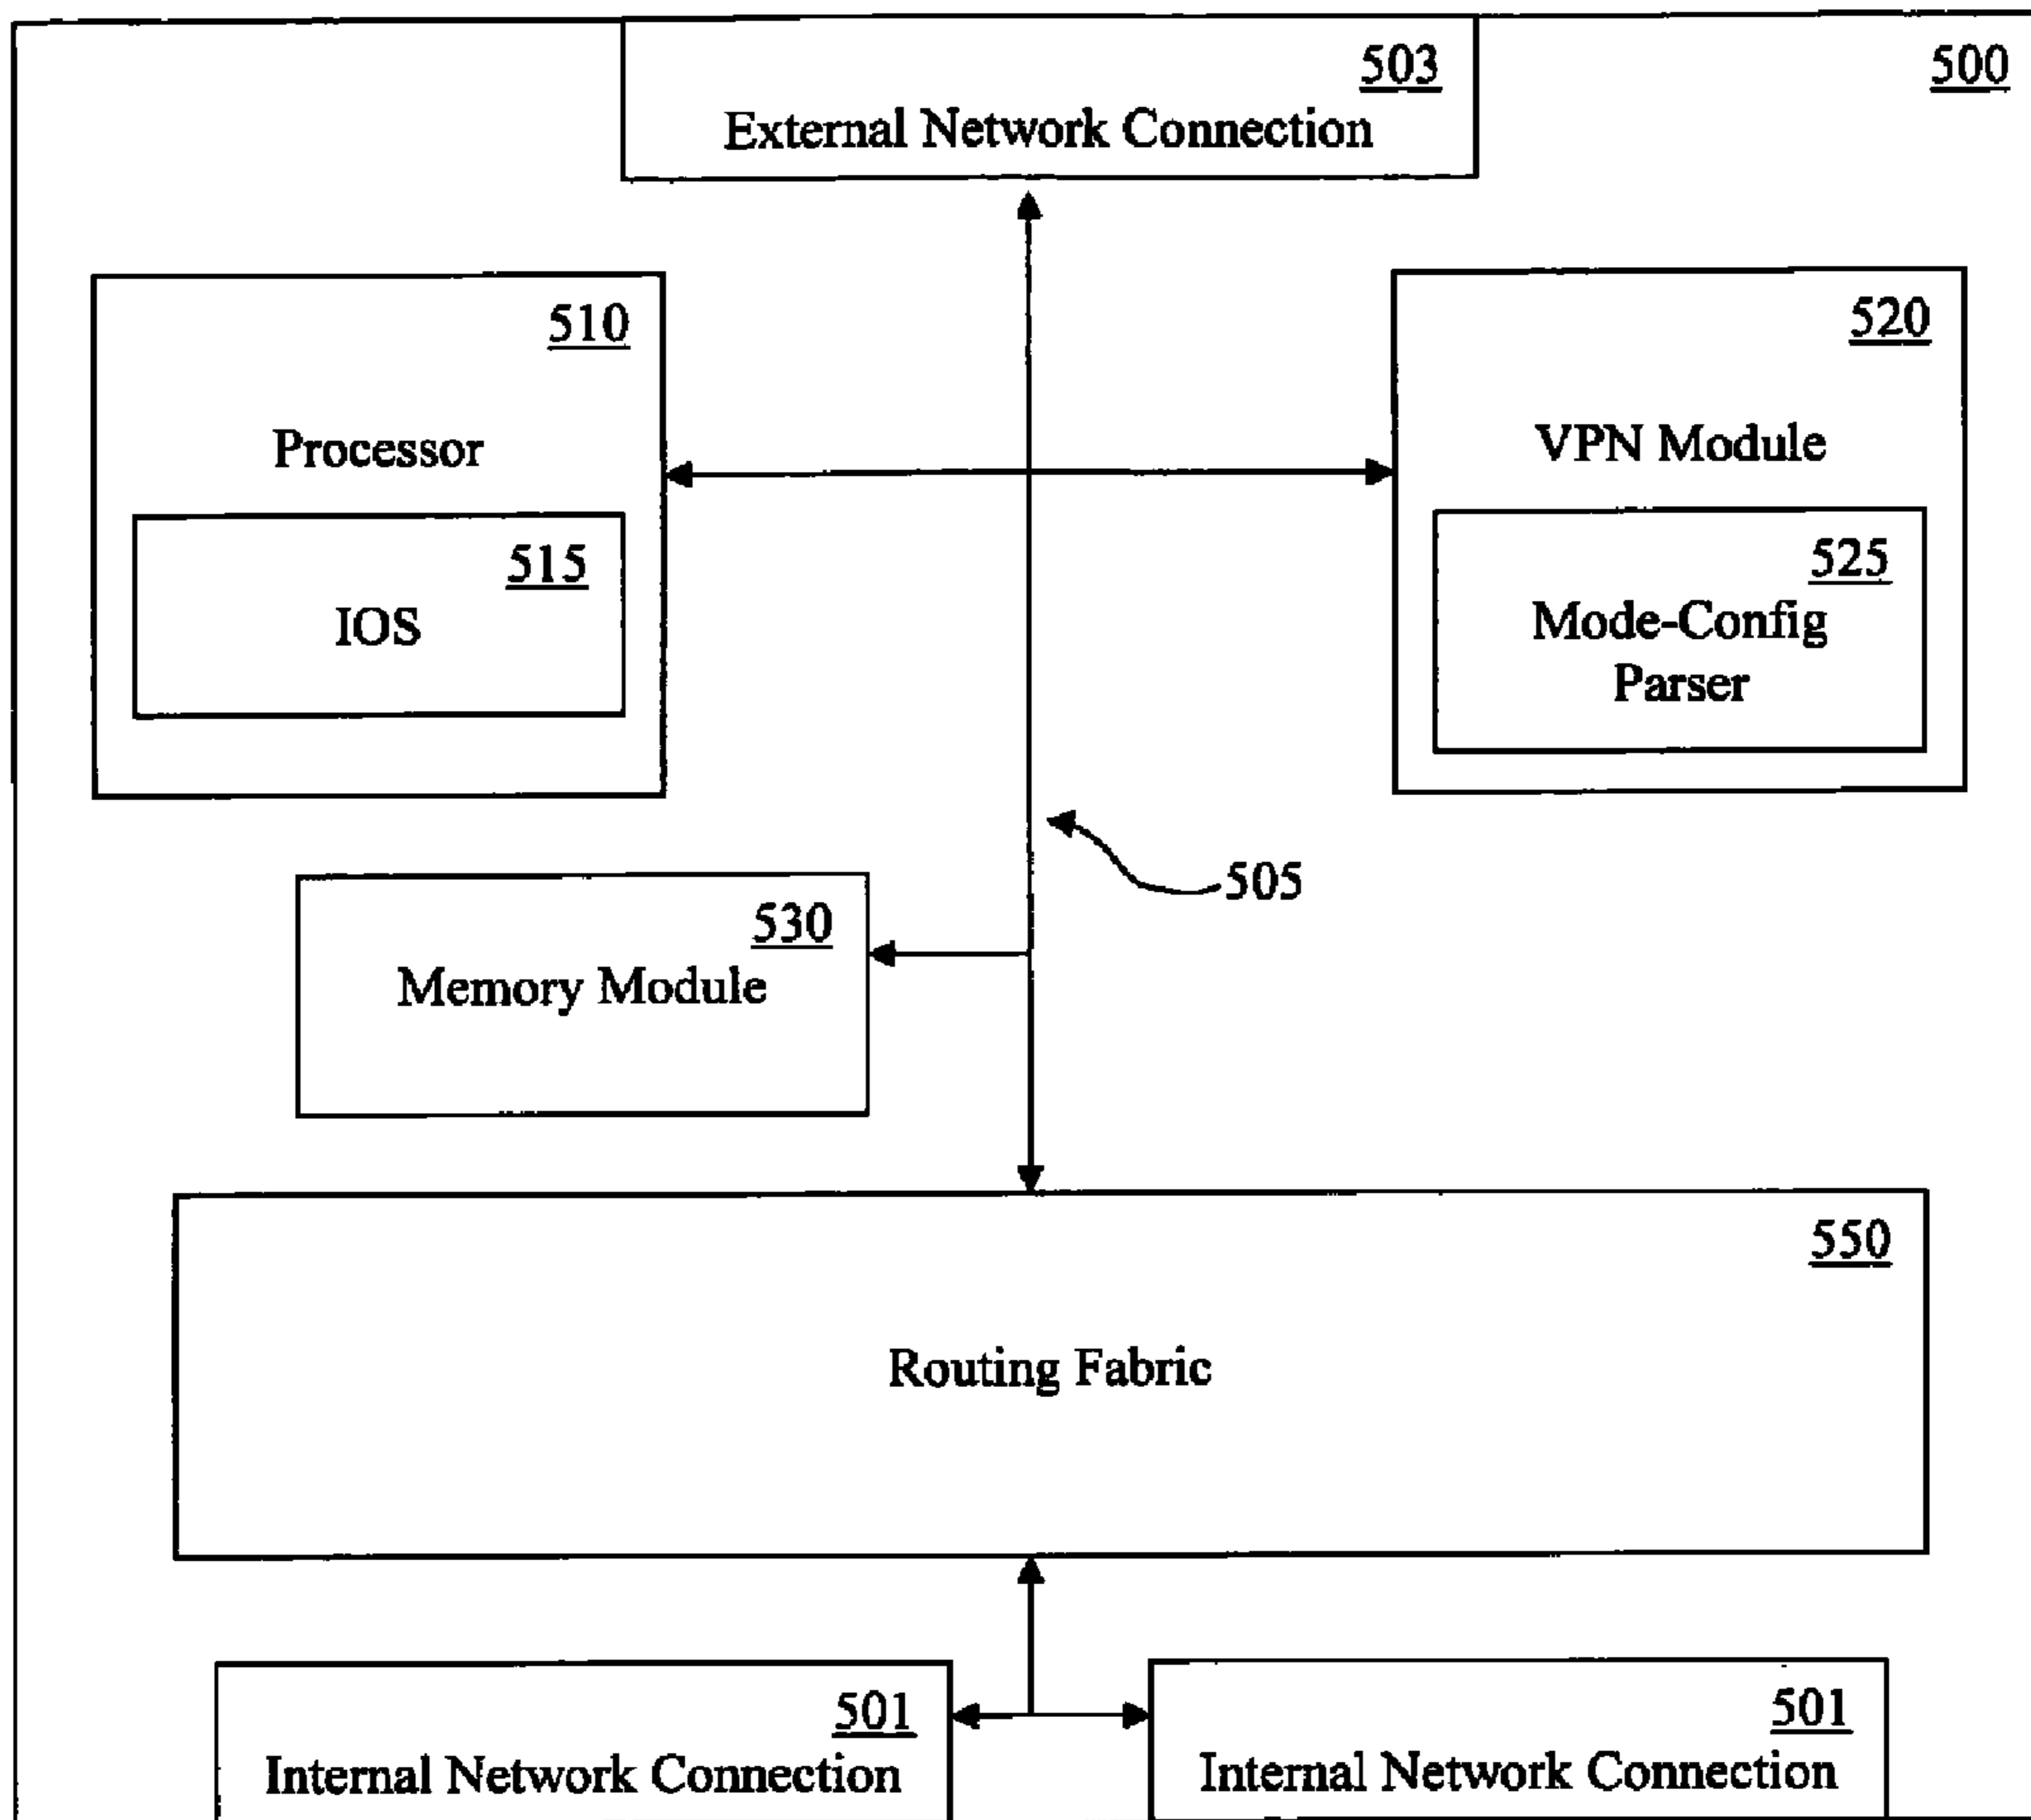 500
503
External Network Connection
510
Processor
515
IOS
520
VPN Module
525
Mode-Config
Parser
505
530
Memory Module
550
Routing Fabric
501
Internal Network Connection
501
Internal Network Connection